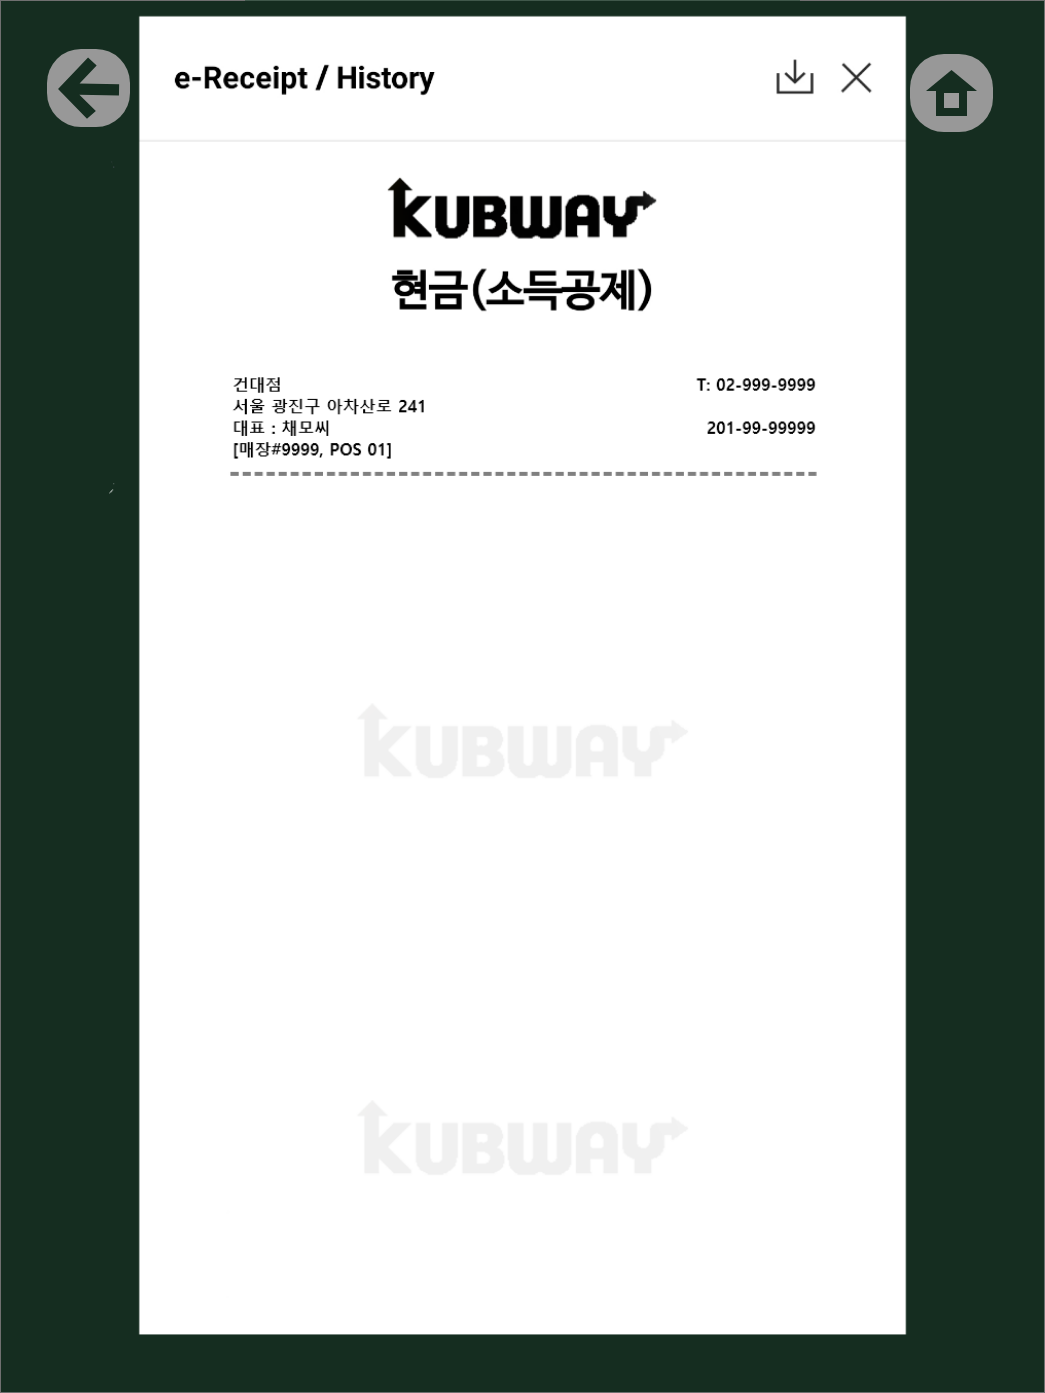 e-Receipt / History
KUBWAY
현금(소득공제)
건대점 T: 02-999-9999
서울 광진구 아차산로 241
대표 : 채모씨 201-99-99999
[매장#9999, POS 01]
KUBWAY
KUBWAY